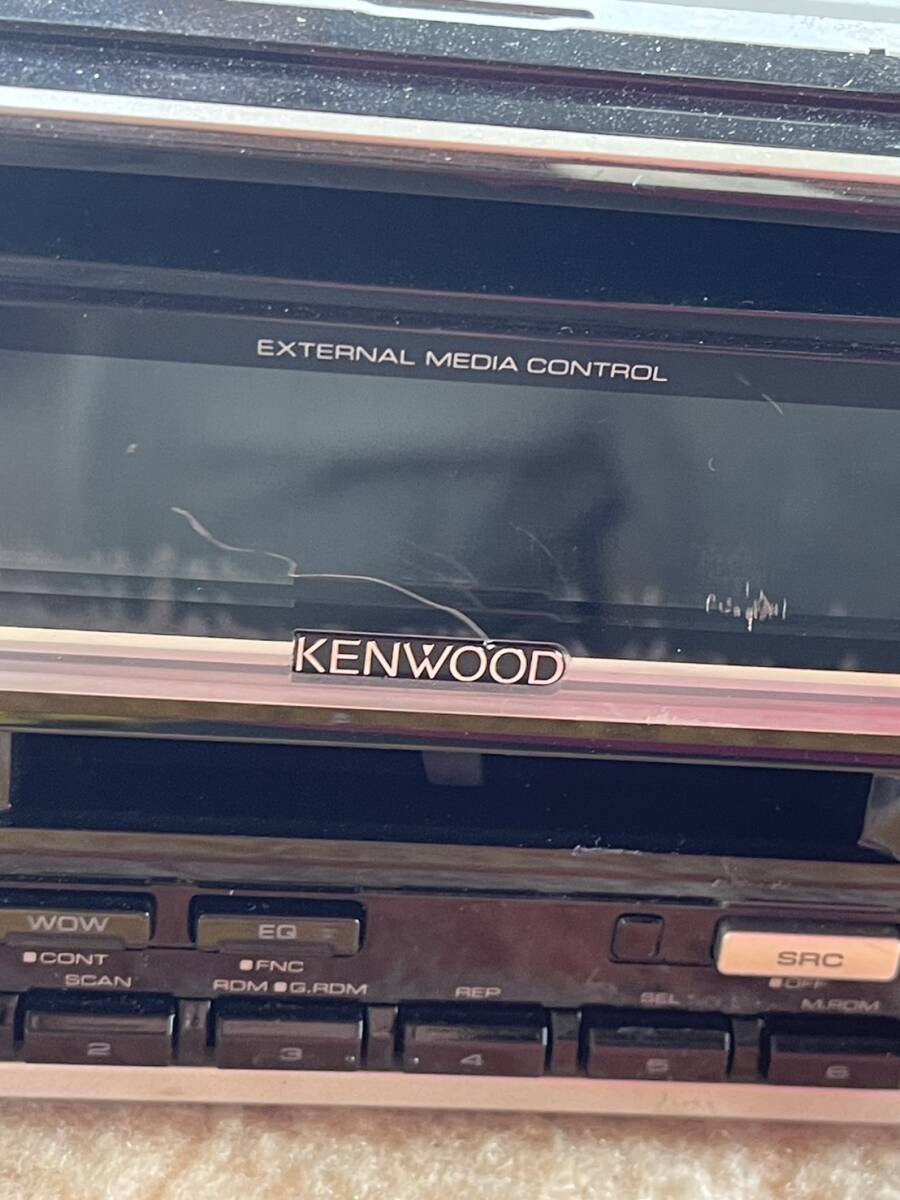 EXTERNAL MEDIA CONTROL
KENWOOD
WOW
EQ
SRC
CONT
FNC
OFF
SCAN
RDM G.RDM
REP
SEL
M.RDM
2
3
4
5
6